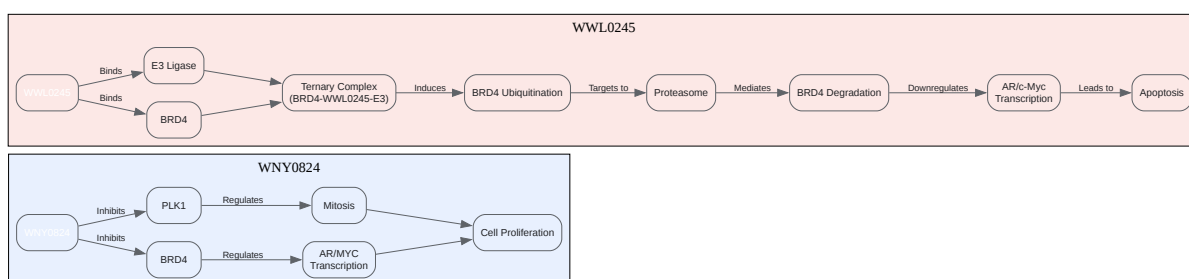 WWL0245
WWL0245
Binds
Binds
E3 Ligase
BRD4
Ternary Complex
(BRD4-WWL0245-E3)
Induces
BRD4 Ubiquitination
Targets to
Proteasome
Mediates
BRD4 Degradation
Downregulates
AR/c-Myc
Transcription
Leads to
Apoptosis
WNY0824
WNY0824
Inhibits
Inhibits
PLK1
BRD4
Regulates
Regulates
Mitosis
AR/MYC
Transcription
Cell Proliferation